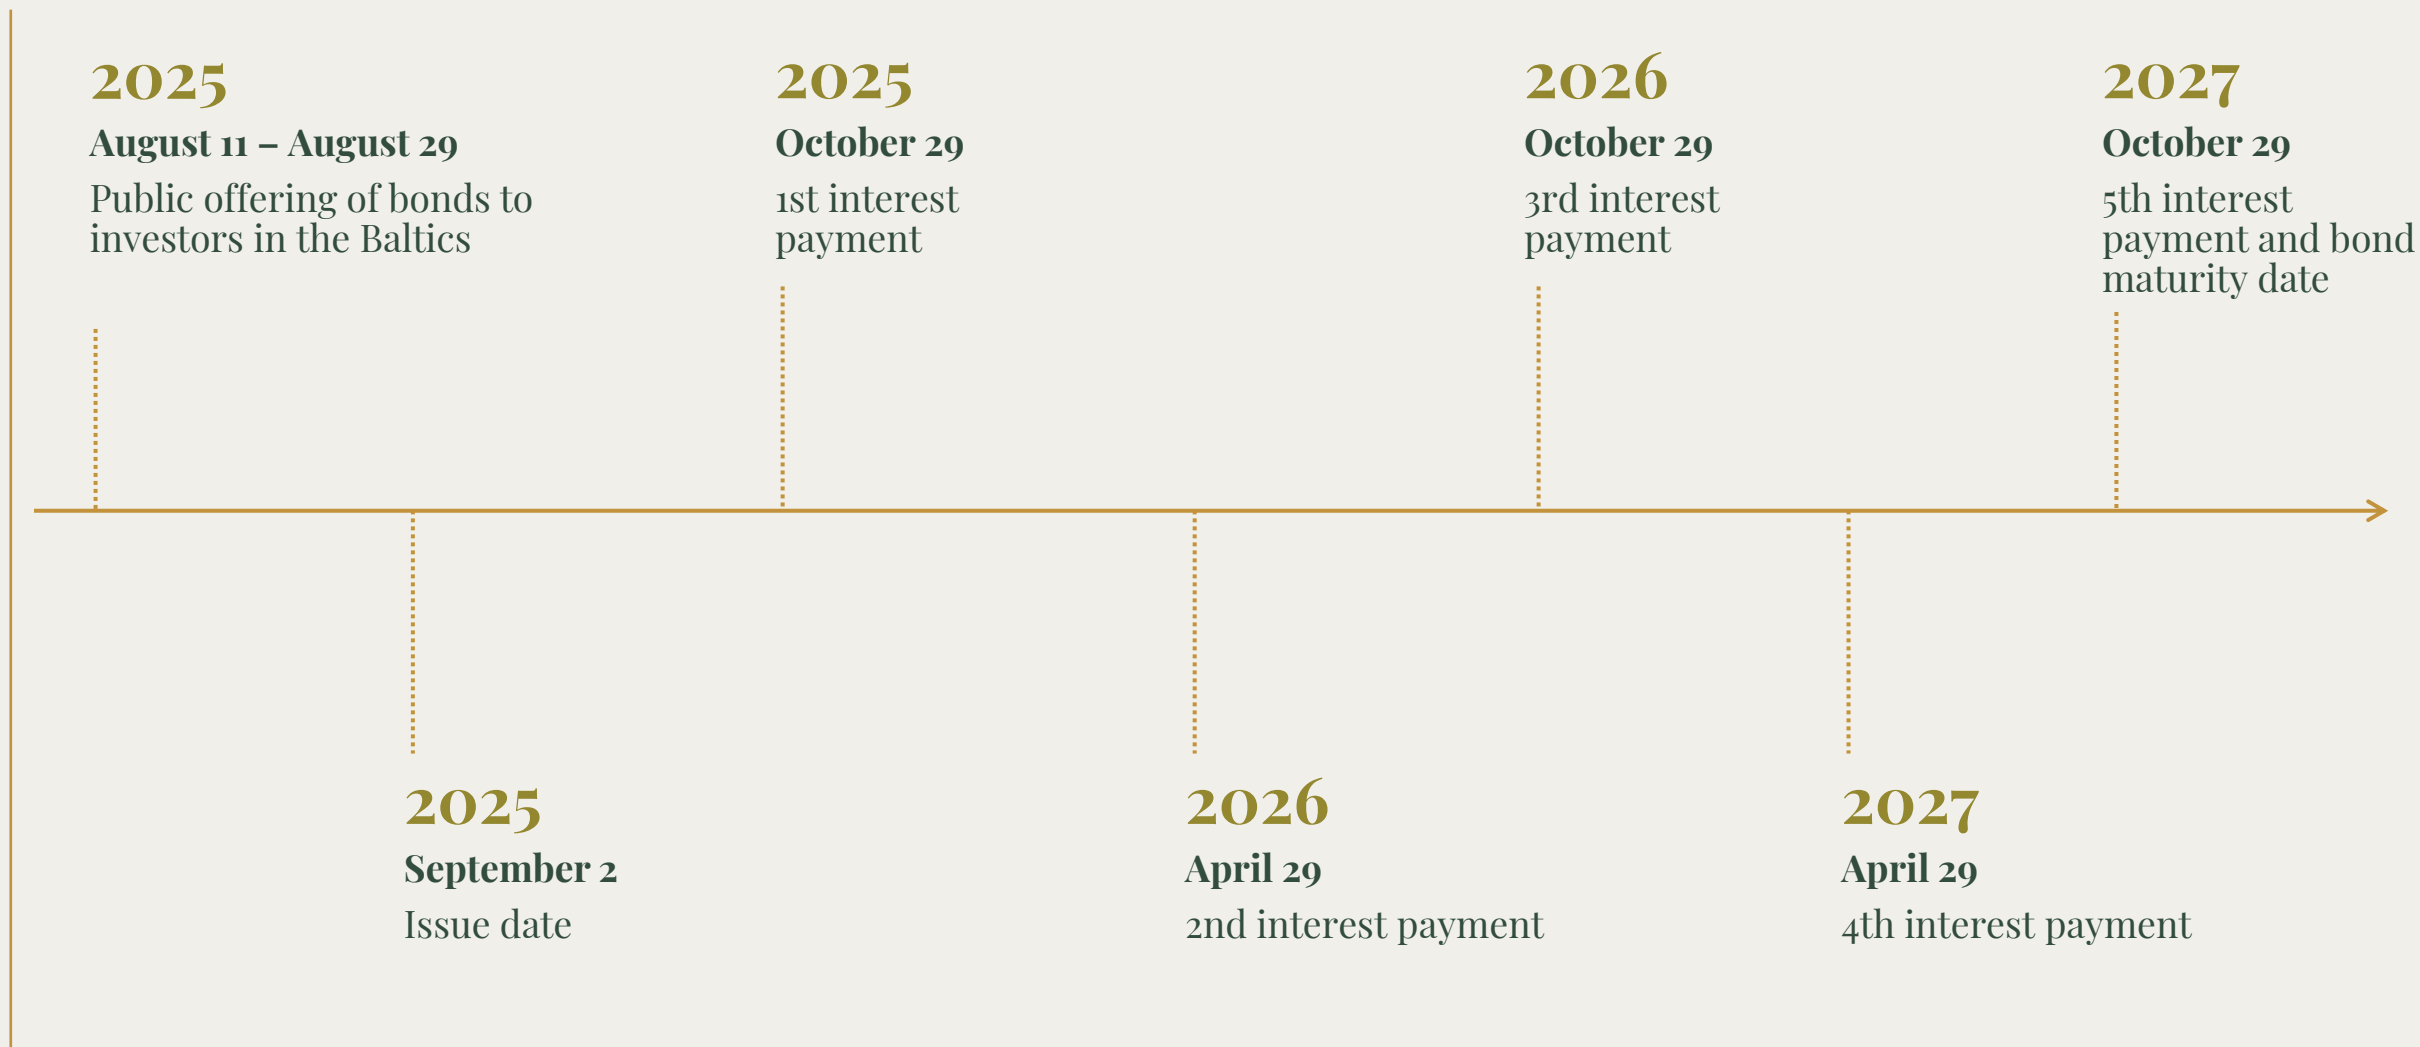 2025
August 11 – August 29
Public offering of bonds to
investors in the Baltics
2025
October 29
1st interest
payment
2026
October 29
3rd interest
payment
2027
October 29
5th interest
payment and bond
maturity date
2025
September 2
Issue date
2026
April 29
2nd interest payment
2027
April 29
4th interest payment